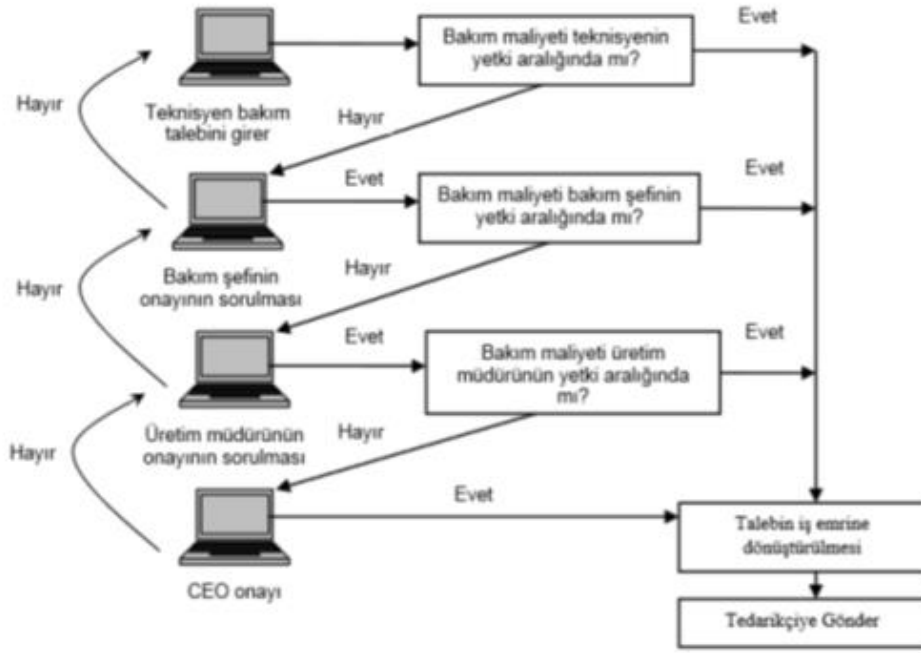 Bakım maliyeti teknisyenin
yetki aralığında mı?
Evet
Hayır
Teknisyen bakım
talebini girer
Hayır
Evet
Bakım maliyeti bakım şefinin
yetki aralığında mı?
Evet
Hayır
Bakım şefinin
onayının sorulması
Hayır
Evet
Bakım maliyeti üretim
müdürünün yetki aralığında
mı?
Evet
Hayır
Üretim müdürünün
onayının sorulması
Hayır
Evet
CEO onayı
Talebin iş emrine
dönüştürülmesi
Tedarikçiye Gönder